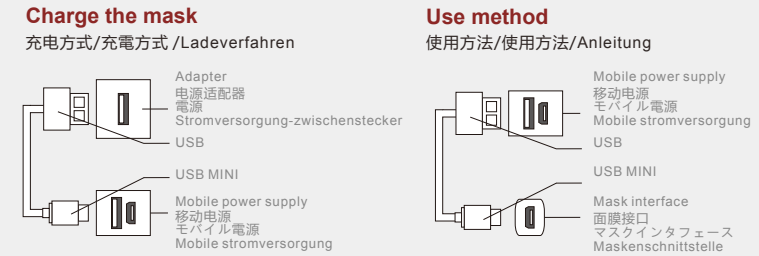 Charge the mask
充电方式/充電方式 /Ladeverfahren
Adapter
电源适配器
電源
Stromversorgung-zwischenstecker
USB
USB MINI
Mobile power supply
移动电源
モバイル電源
Mobile stromversorgung
Use method
使用方法/使用方法/Anleitung
Mobile power supply
移动电源
モバイル電源
Mobile stromversorgung
USB
USB MINI
Mask interface
面膜接口
マスクインタフェース
Maskenschnittstelle